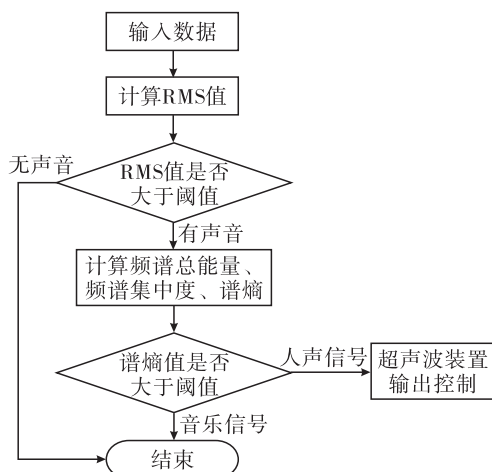 输入数据
计算RMS值
无声音
RMS值是否
大于阈值
有声音
计算频谱总能量、
频谱集中度、谱熵
谱熵值是否
大于阈值
人声信号
超声波装置
输出控制
音乐信号
结束